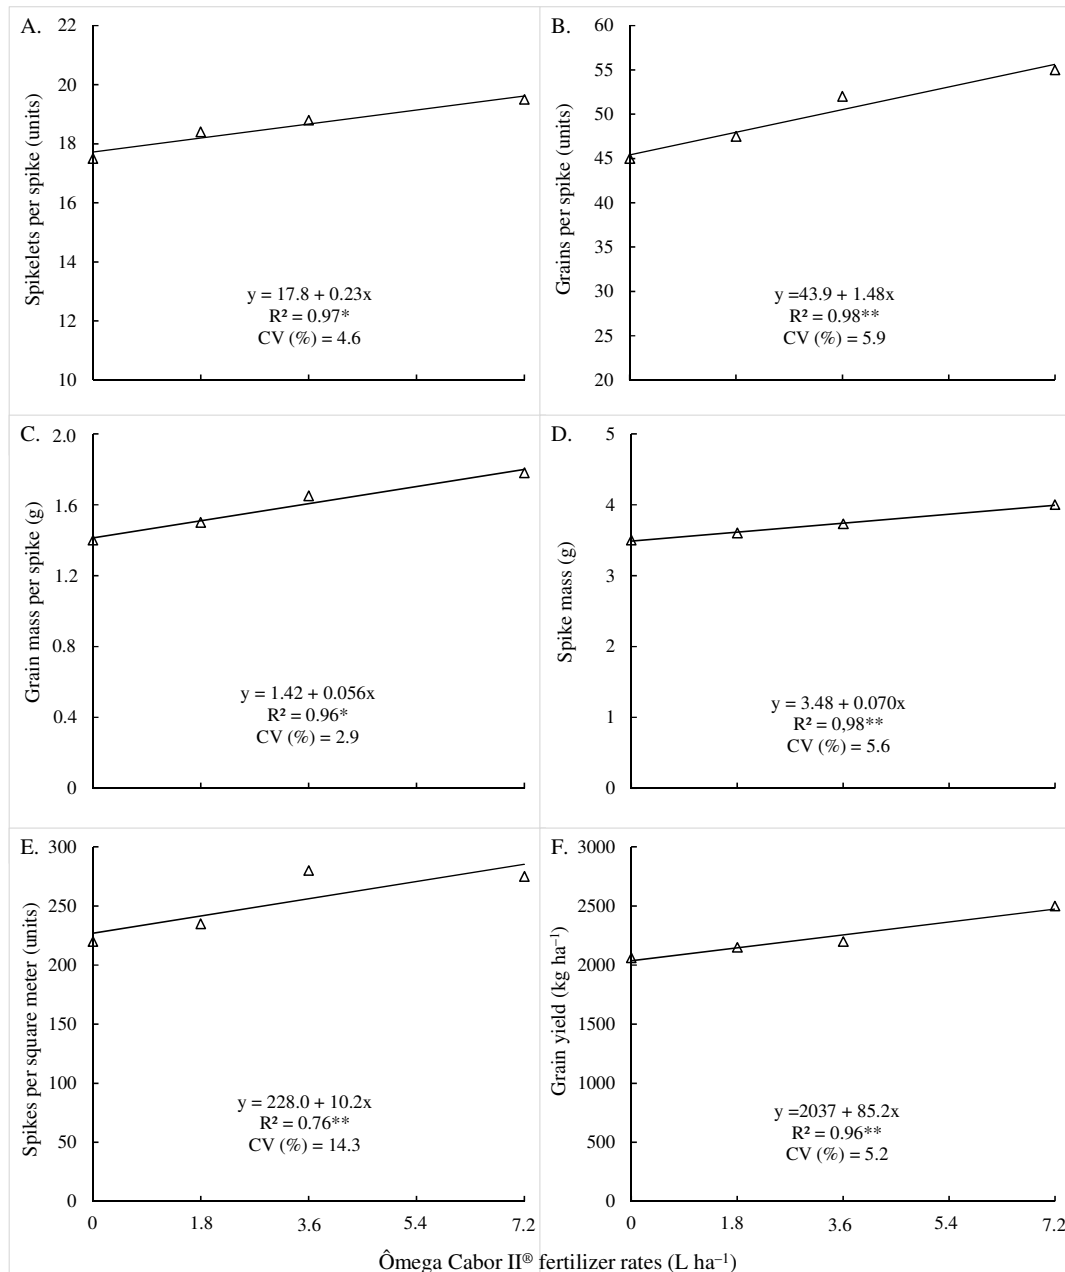 A.
Spikelets per spike (units)
22
20
18
16
14
12
10
y = 17.8 + 0.23x
R² = 0.97*
CV (%) = 4.6
B.
Grains per spike (units)
60
55
50
45
40
35
30
25
20
y =43.9 + 1.48x
R² = 0.98**
CV (%) = 5.9
C.
Grain mass per spike (g)
2.0
1.6
1.2
0.8
0.4
0
y = 1.42 + 0.056x
R² = 0.96*
CV (%) = 2.9
D.
Spike mass (g)
5
4
3
2
1
0
y = 3.48 + 0.070x
R² = 0,98**
CV (%) = 5.6
E.
Spikes per square meter (units)
300
250
200
150
100
50
0
y = 228.0 + 10.2x
R² = 0.76**
CV (%) = 14.3
0 1.8 3.6 5.4 7.2
F.
Grain yield (kg ha⁻¹)
3000
2500
2000
1500
1000
500
0
y =2037 + 85.2x
R² = 0.96**
CV (%) = 5.2
0 1.8 3.6 5.4 7.2
Ômega Cabor II® fertilizer rates (L ha⁻¹)